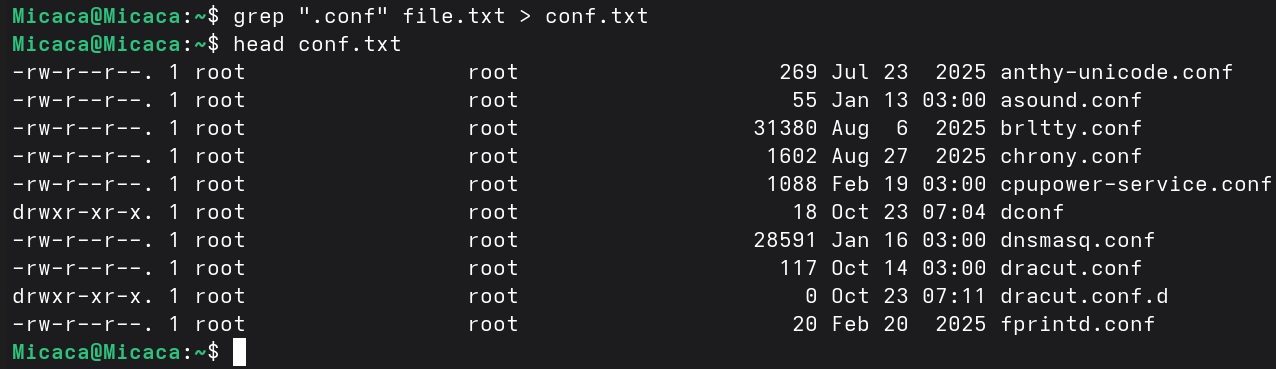 Micaca@Micaca:~$ grep ".conf" file.txt > conf.txt
Micaca@Micaca:~$ head conf.txt
-rw-r--r--. 1 root                 root                    269 Jul 23  2025 anthy-unicode.conf
-rw-r--r--. 1 root                 root                     55 Jan 13 03:00 asound.conf
-rw-r--r--. 1 root                 root                  31380 Aug  6  2025 brltty.conf
-rw-r--r--. 1 root                 root                   1602 Aug 27  2025 chrony.conf
-rw-r--r--. 1 root                 root                   1088 Feb 19 03:00 cpupower-service.conf
drwxr-xr-x. 1 root                 root                     18 Oct 23 07:04 dconf
-rw-r--r--. 1 root                 root                  28591 Jan 16 03:00 dnsmasq.conf
-rw-r--r--. 1 root                 root                    117 Oct 14 03:00 dracut.conf
drwxr-xr-x. 1 root                 root                      0 Oct 23 07:11 dracut.conf.d
-rw-r--r--. 1 root                 root                     20 Feb 20  2025 fprintd.conf
Micaca@Micaca:~$